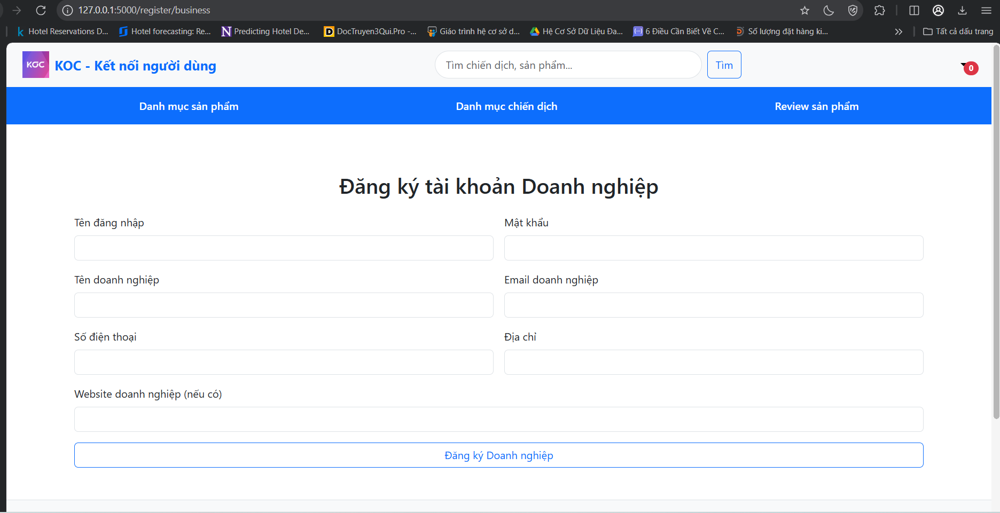 127.0.0.1:5000/register/business
Hotel Reservations D... Hotel forecasting: Re... Predicting Hotel De... DocTruyen3Qui.Pro -... Giáo trình hệ cơ sở d... Hệ Cơ Sở Dữ Liệu Đa... 6 Điều Cần Biết Về C... Số lượng đặt hàng ki... Tất cả dấu trang
KOC KOC - Kết nối người dùng Tìm chiến dịch, sản phẩm... Tìm 0
Danh mục sản phẩm Danh mục chiến dịch Review sản phẩm
Đăng ký tài khoản Doanh nghiệp
Tên đăng nhập Mật khẩu
Tên doanh nghiệp Email doanh nghiệp
Số điện thoại Địa chỉ
Website doanh nghiệp (nếu có)
Đăng ký Doanh nghiệp